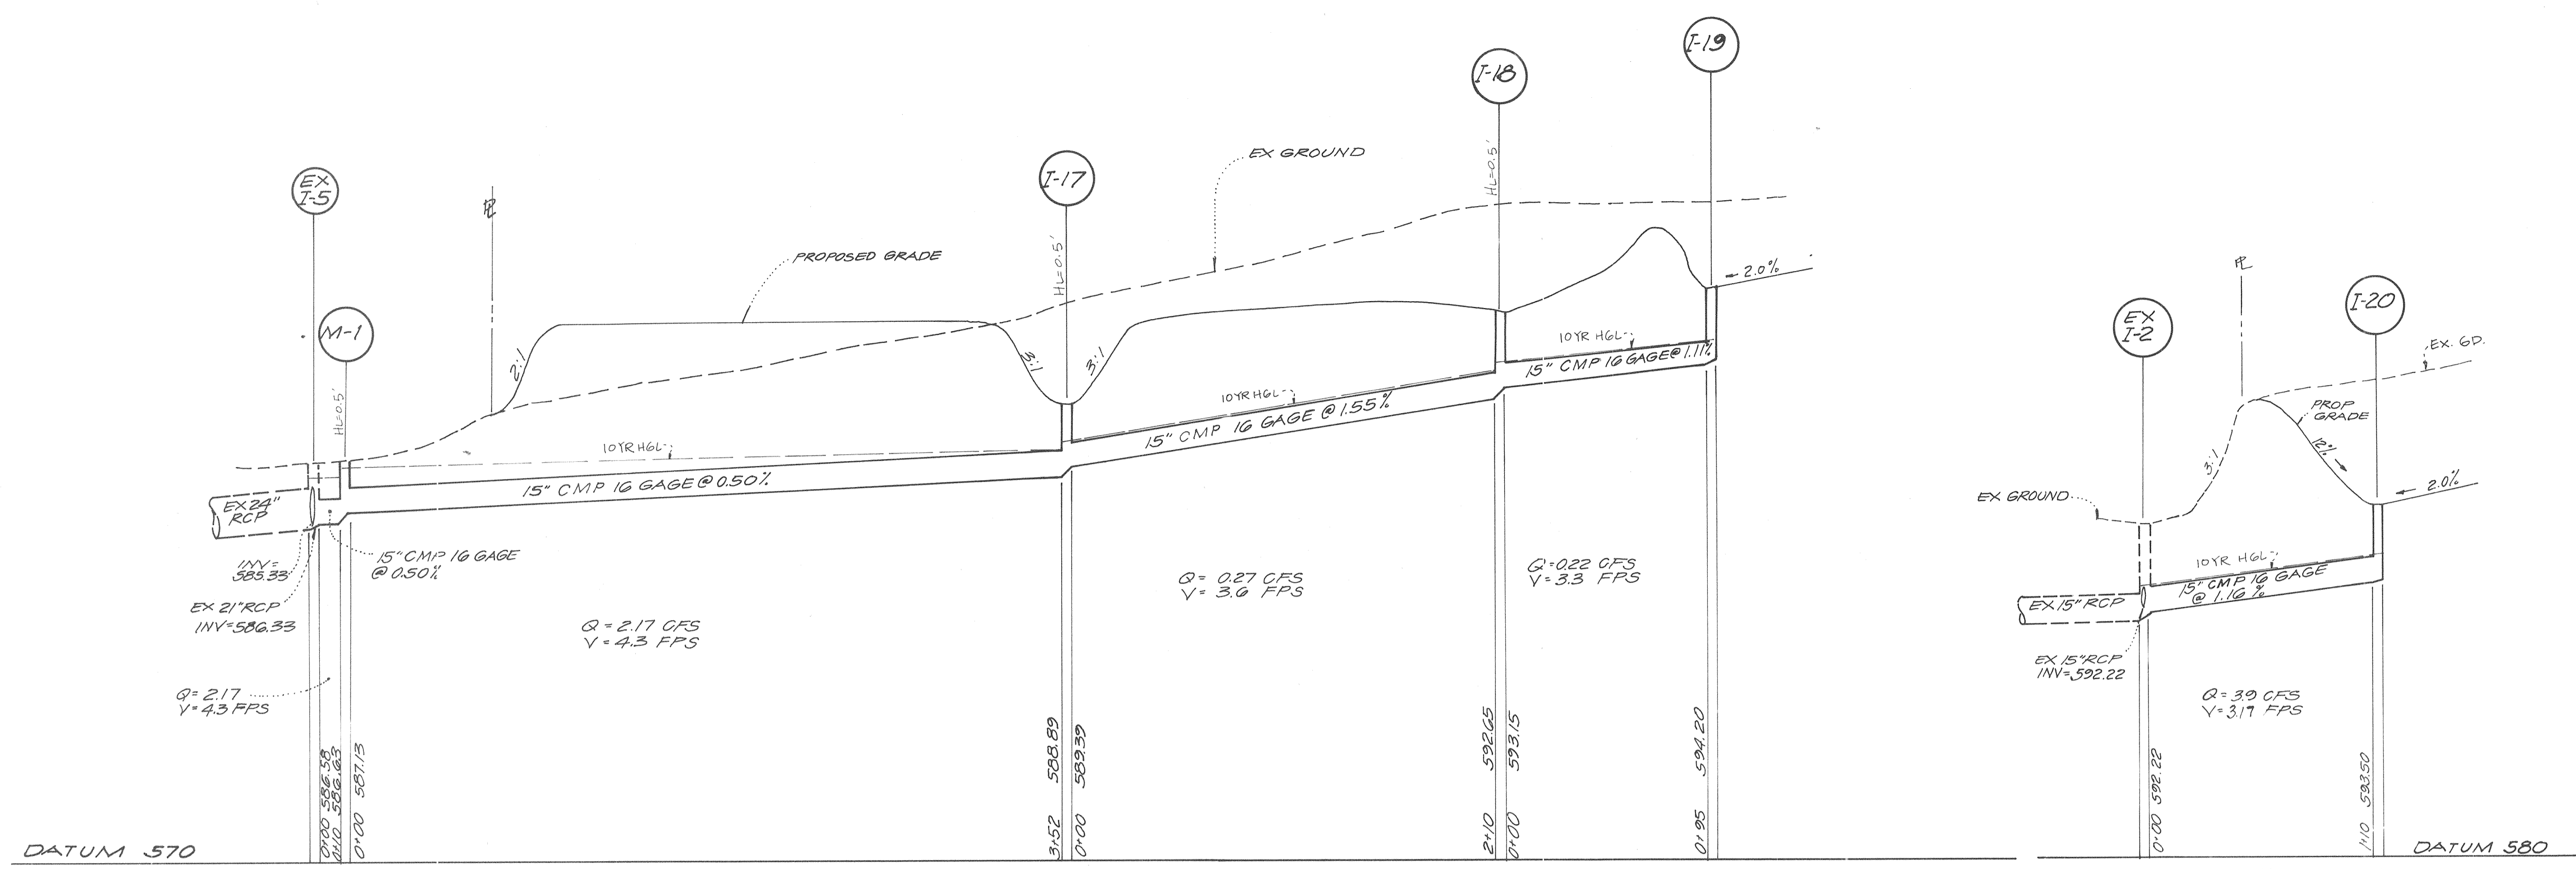 EX
I-5
M-1
I-17
I-18
I-19
EX
I-2
I-20
PROPOSED GRADE
EX GROUND
2:1
3:1
3:1
HL=0.5'
HL=0.5'
HL=0.5'
2.0%
10YR HGL
10YR HGL
10YR HGL
15" CMP 16 GAGE @ 0.50%
15" CMP 16 GAGE @ 1.55%
15" CMP 16 GAGE @ 1.11%
EX 24"
RCP
INV=
585.33
EX 21" RCP
INV=586.33
15" CMP 16 GAGE
@ 0.50%
Q= 2.17
V= 4.3 FPS
Q = 2.17 CFS
V = 4.3 FPS
Q = 0.27 CFS
V = 3.6 FPS
Q=0.22 CFS
V = 3.3 FPS
0+00 586.58
0+10 586.63
0+00 587.13
3+52 588.89
0+00 589.39
2+10 592.65
0+00 593.15
0+95 594.20
DATUM 570
EX. GD.
PROP
GRADE
12%
3:1
2.0%
EX GROUND
10YR HGL
15" CMP 16 GAGE
@ 1.16 %
EX 15" RCP
EX 15" RCP
INV=592.22
Q= 3.9 CFS
V= 3.17 FPS
0+00 592.22
1+10 593.50
DATUM 580